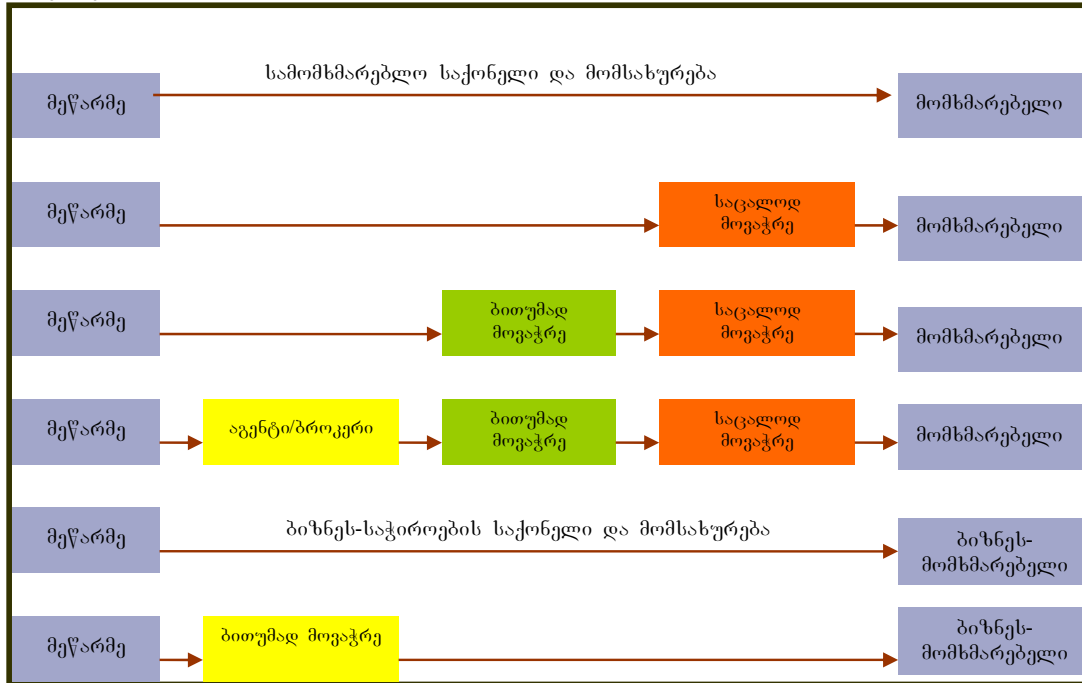 სამომხმარებლო საქონელი და მომსახურება
მეწარმე
მომხმარებელი
მეწარმე
საცალოდ
მოვაჭრე
მომხმარებელი
მეწარმე
ბითუმად
მოვაჭრე
საცალოდ
მოვაჭრე
მომხმარებელი
მეწარმე
აგენტი/ბროკერი
ბითუმად
მოვაჭრე
საცალოდ
მოვაჭრე
მომხმარებელი
მეწარმე
ბიზნეს-საჭიროების საქონელი და მომსახურება
ბიზნეს-
მომხმარებელი
მეწარმე
ბითუმად მოვაჭრე
ბიზნეს-
მომხმარებელი